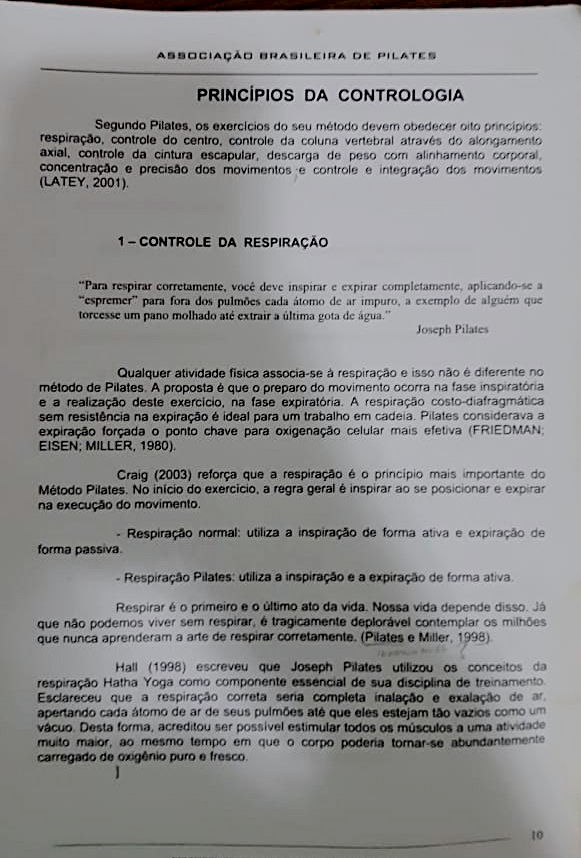 ASSOCIAÇÃO BRASILEIRA DE PILATES
PRINCÍPIOS DA CONTROLOGIA
Segundo Pilates, os exercícios do seu método devem obedecer oito princípios:
respiração, controle do centro, controle da coluna vertebral através do alongamento
axial, controle da cintura escapular, descarga de peso com alinhamento corporal,
concentração e precisão dos movimentos e controle e integração dos movimentos
(LATEY, 2001).
1 – CONTROLE DA RESPIRAÇÃO
"Para respirar corretamente, você deve inspirar e expirar completamente, aplicando-se a
"espremer" para fora dos pulmões cada átomo de ar impuro, a exemplo de alguém que
torcesse um pano molhado até extrair a última gota de água."
Joseph Pilates
Qualquer atividade física associa-se à respiração e isso não é diferente no
método de Pilates. A proposta é que o preparo do movimento ocorra na fase inspiratória
e a realização deste exercício, na fase expiratória. A respiração costo-diafragmática
sem resistência na expiração é ideal para um trabalho em cadeia. Pilates considerava a
expiração forçada o ponto chave para oxigenação celular mais efetiva (FRIEDMAN;
EISEN; MILLER, 1980).
Craig (2003) reforça que a respiração é o princípio mais importante do
Método Pilates. No início do exercício, a regra geral é inspirar ao se posicionar e expirar
na execução do movimento.
- Respiração normal: utiliza a inspiração de forma ativa e expiração de
forma passiva.
- Respiração Pilates: utiliza a inspiração e a expiração de forma ativa.
Respirar é o primeiro e o último ato da vida. Nossa vida depende disso. Já
que não podemos viver sem respirar, é tragicamente deplorável contemplar os milhões
que nunca aprenderam a arte de respirar corretamente. (Pilates e Miller, 1998).
Hall (1998) escreveu que Joseph Pilates utilizou os conceitos da
respiração Hatha Yoga como componente essencial de sua disciplina de treinamento.
Esclareceu que a respiração correta seria completa inalação e exalação de ar,
apertando cada átomo de ar de seus pulmões até que eles estejam tão vazios como um
vácuo. Desta forma, acreditou ser possível estimular todos os músculos a uma atividade
muito maior, ao mesmo tempo em que o corpo poderia tornar-se abundantemente
carregado de oxigênio puro e fresco.
10